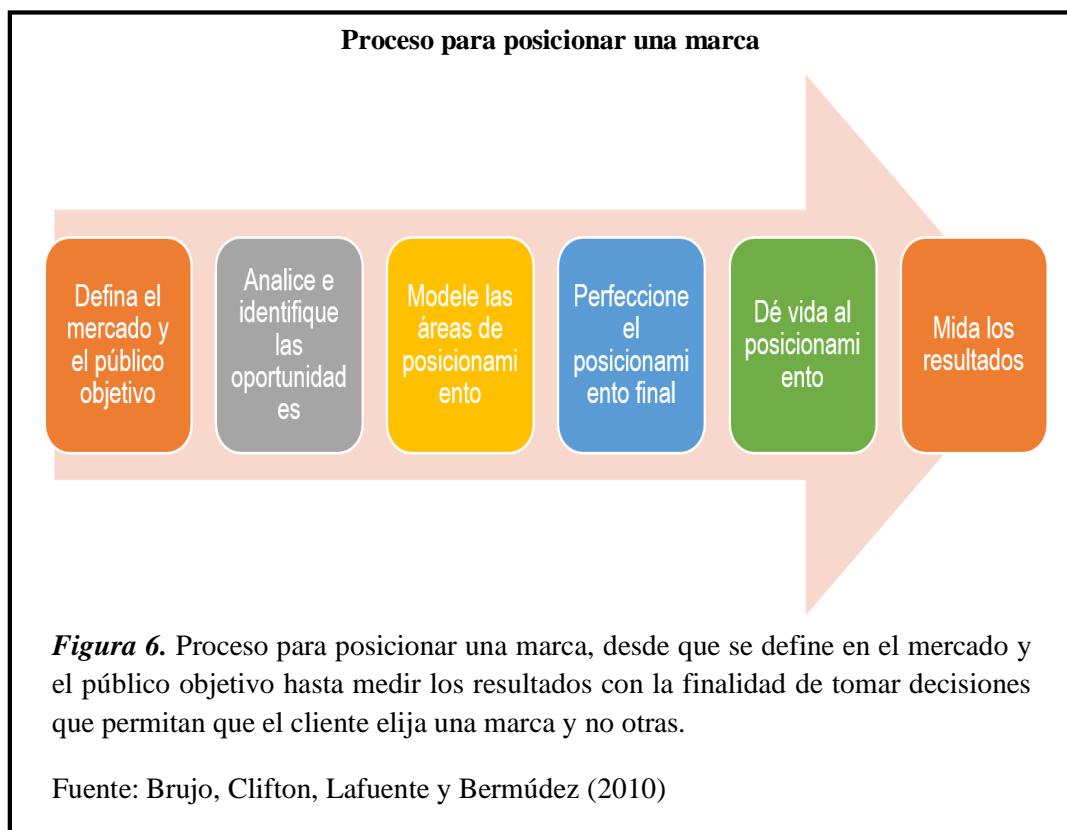 Proceso para posicionar una marca
Defina el
mercado y
el público
objetivo
Analice e
identifique
las
oportunidad
es
Modele las
áreas de
posicionami
ento
Perfeccione
el
posicionami
ento final
Dé vida al
posicionami
ento
Mida los
resultados
Figura 6. Proceso para posicionar una marca, desde que se define en el mercado y
el público objetivo hasta medir los resultados con la finalidad de tomar decisiones
que permitan que el cliente elija una marca y no otras.
Fuente: Brujo, Clifton, Lafuente y Bermúdez (2010)